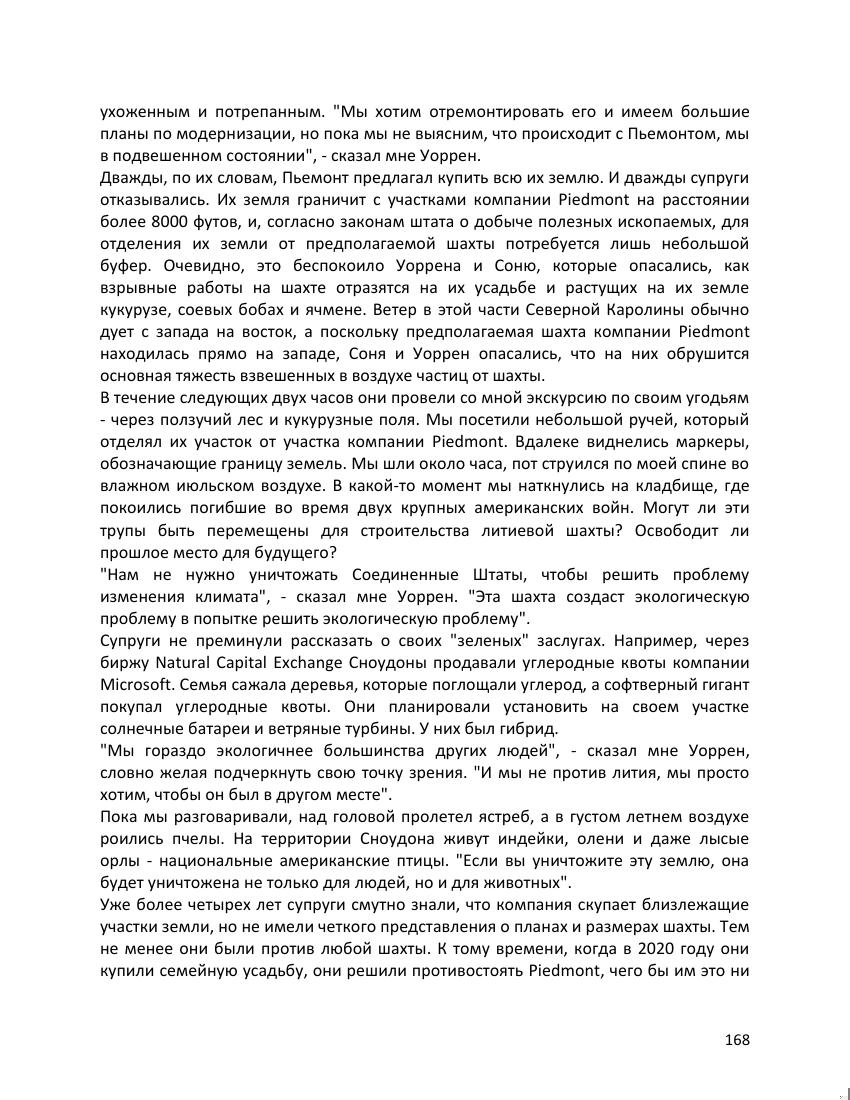 ухоженным и потрепанным. "Мы хотим отремонтировать его и имеем большие
планы по модернизации, но пока мы не выясним, что происходит с Пьемонтом, мы
в подвешенном состоянии", - сказал мне Уоррен.
Дважды, по их словам, Пьемонт предлагал купить всю их землю. И дважды супруги
отказывались. Их земля граничит с участками компании Piedmont на расстоянии
более 8000 футов, и, согласно законам штата о добыче полезных ископаемых, для
отделения их земли от предполагаемой шахты потребуется лишь небольшой
буфер. Очевидно, это беспокоило Уоррена и Соню, которые опасались, как
взрывные работы на шахте отразятся на их усадьбе и растущих на их земле
кукурузе, соевых бобах и ячмене. Ветер в этой части Северной Каролины обычно
дует с запада на восток, а поскольку предполагаемая шахта компании Piedmont
находилась прямо на западе, Соня и Уоррен опасались, что на них обрушится
основная тяжесть взвешенных в воздухе частиц от шахты.
В течение следующих двух часов они провели со мной экскурсию по своим угодьям
- через ползучий лес и кукурузные поля. Мы посетили небольшой ручей, который
отделял их участок от участка компании Piedmont. Вдалеке виднелись маркеры,
обозначающие границу земель. Мы шли около часа, пот струился по моей спине во
влажном июльском воздухе. В какой-то момент мы наткнулись на кладбище, где
покоились погибшие во время двух крупных американских войн. Могут ли эти
трупы быть перемещены для строительства литиевой шахты? Освободит ли
прошлое место для будущего?
"Нам не нужно уничтожать Соединенные Штаты, чтобы решить проблему
изменения климата", - сказал мне Уоррен. "Эта шахта создаст экологическую
проблему в попытке решить экологическую проблему".
Супруги не преминули рассказать о своих "зеленых" заслугах. Например, через
биржу Natural Capital Exchange Сноудоны продавали углеродные квоты компании
Microsoft. Семья сажала деревья, которые поглощали углерод, а софтверный гигант
покупал углеродные квоты. Они планировали установить на своем участке
солнечные батареи и ветряные турбины. У них был гибрид.
"Мы гораздо экологичнее большинства других людей", - сказал мне Уоррен,
словно желая подчеркнуть свою точку зрения. "И мы не против лития, мы просто
хотим, чтобы он был в другом месте".
Пока мы разговаривали, над головой пролетел ястреб, а в густом летнем воздухе
роились пчелы. На территории Сноудона живут индейки, олени и даже лысые
орлы - национальные американские птицы. "Если вы уничтожите эту землю, она
будет уничтожена не только для людей, но и для животных".
Уже более четырех лет супруги смутно знали, что компания скупает близлежащие
участки земли, но не имели четкого представления о планах и размерах шахты. Тем
не менее они были против любой шахты. К тому времени, когда в 2020 году они
купили семейную усадьбу, они решили противостоять Piedmont, чего бы им это ни
168